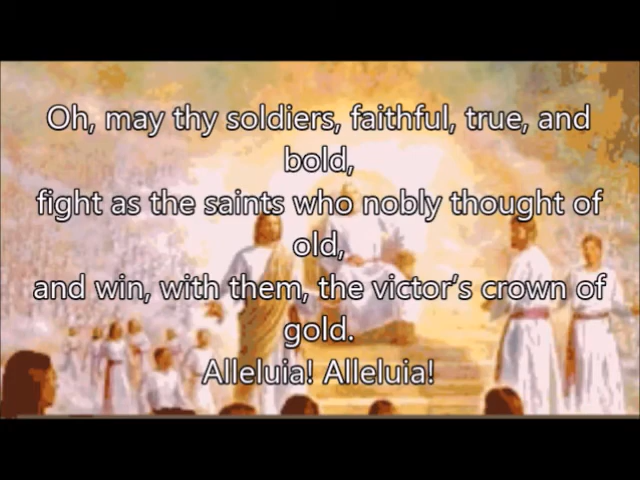 Oh, may thy soldiers, faithful, true, and
bold,
fight as the saints who nobly thought of
old,
and win, with them, the victor's crown of
gold.
Alleluia! Alleluia!